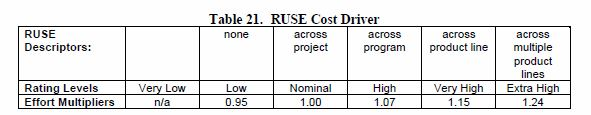 Table 21. RUSE Cost Driver
RUSE Descriptors: none across project across program across product line across multiple product lines
Rating Levels Very Low Low Nominal High Very High Extra High
Effort Multipliers n/a 0.95 1.00 1.07 1.15 1.24